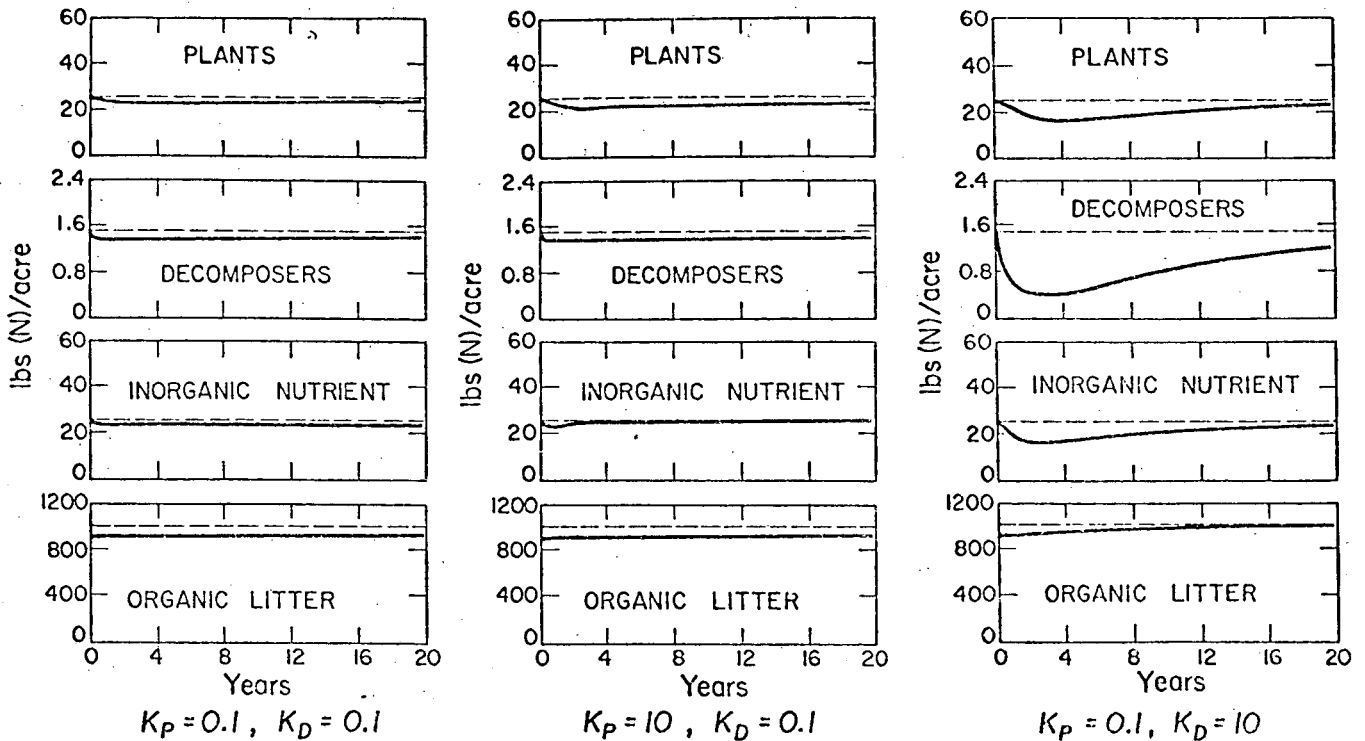 60
40
20
0
PLANTS
2.4
1.6
0.8
0
DECOMPOSERS
lbs (N)/acre
60
40
20
0
INORGANIC NUTRIENT
1200
800
400
0
ORGANIC LITTER
0 4 8 12 16 20
Years
K_P = 0.1, K_D = 0.1
60
40
20
0
PLANTS
2.4
1.6
0.8
0
DECOMPOSERS
lbs (N)/acre
60
40
20
0
INORGANIC NUTRIENT
1200
800
400
0
ORGANIC LITTER
0 4 8 12 16 20
Years
K_P = 10, K_D = 0.1
60
40
20
0
PLANTS
2.4
1.6
0.8
0
DECOMPOSERS
60
40
20
0
INORGANIC NUTRIENT
1200
800
400
0
ORGANIC LITTER
0 4 8 12 16 20
Years
K_P = 0.1, K_D = 10